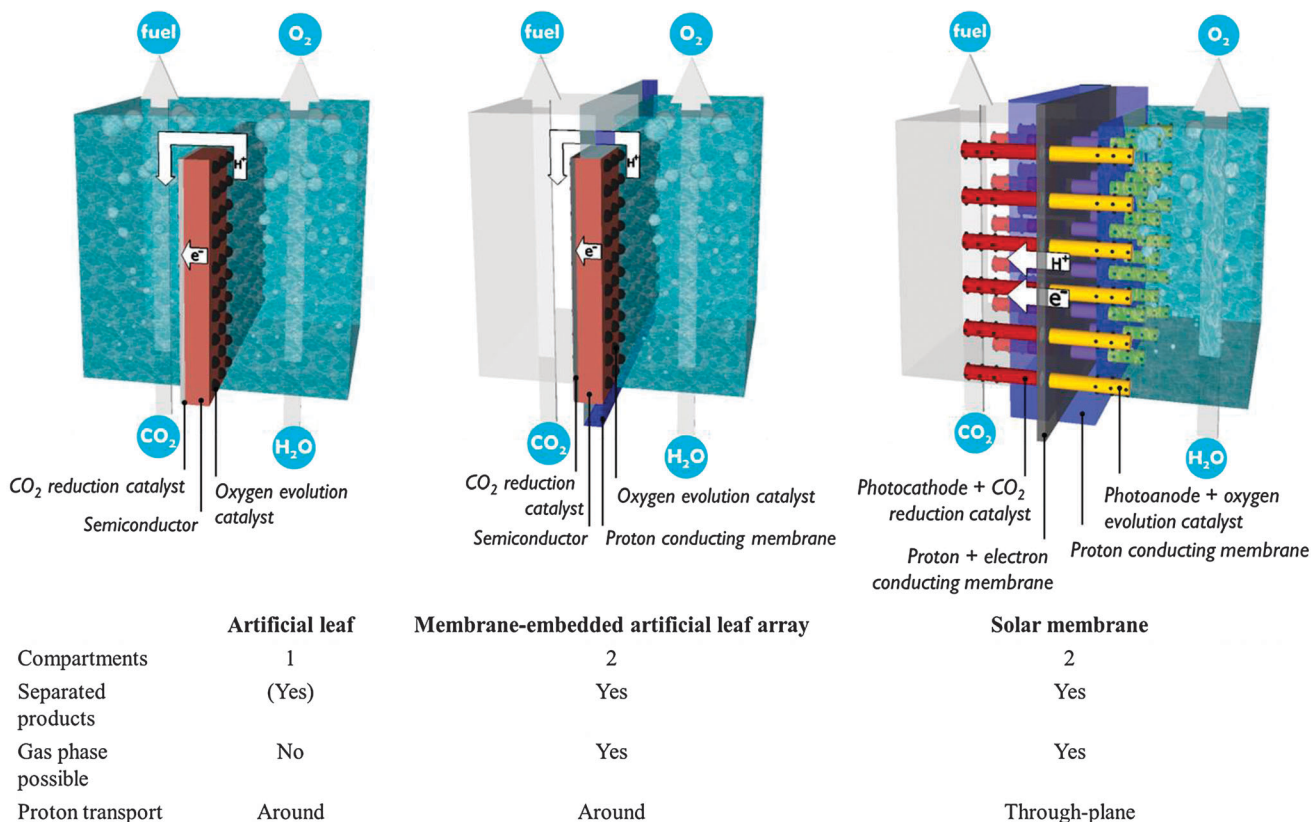 fuel
O₂
H⁺
e⁻
CO₂
H₂O
CO₂ reduction catalyst
Semiconductor
Oxygen evolution
catalyst
fuel
O₂
H⁺
e⁻
CO₂
H₂O
CO₂ reduction
catalyst
Semiconductor
Oxygen evolution catalyst
Proton conducting membrane
fuel
O₂
H⁺
e⁻
CO₂
H₂O
Photocathode + CO₂
reduction catalyst
Proton + electron
conducting membrane
Photoanode + oxygen
evolution catalyst
Proton conducting membrane
Artificial leaf Membrane-embedded artificial leaf array Solar membrane
Compartments 1 2 2
Separated (Yes) Yes Yes
products
Gas phase No Yes Yes
possible
Proton transport Around Around Through-plane